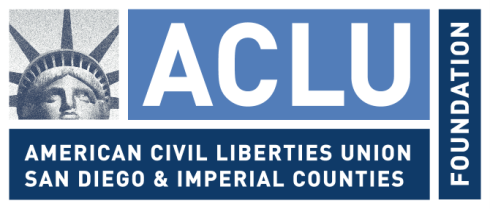 ACLU
AMERICAN CIVIL LIBERTIES UNION
SAN DIEGO & IMPERIAL COUNTIES
FOUNDATION